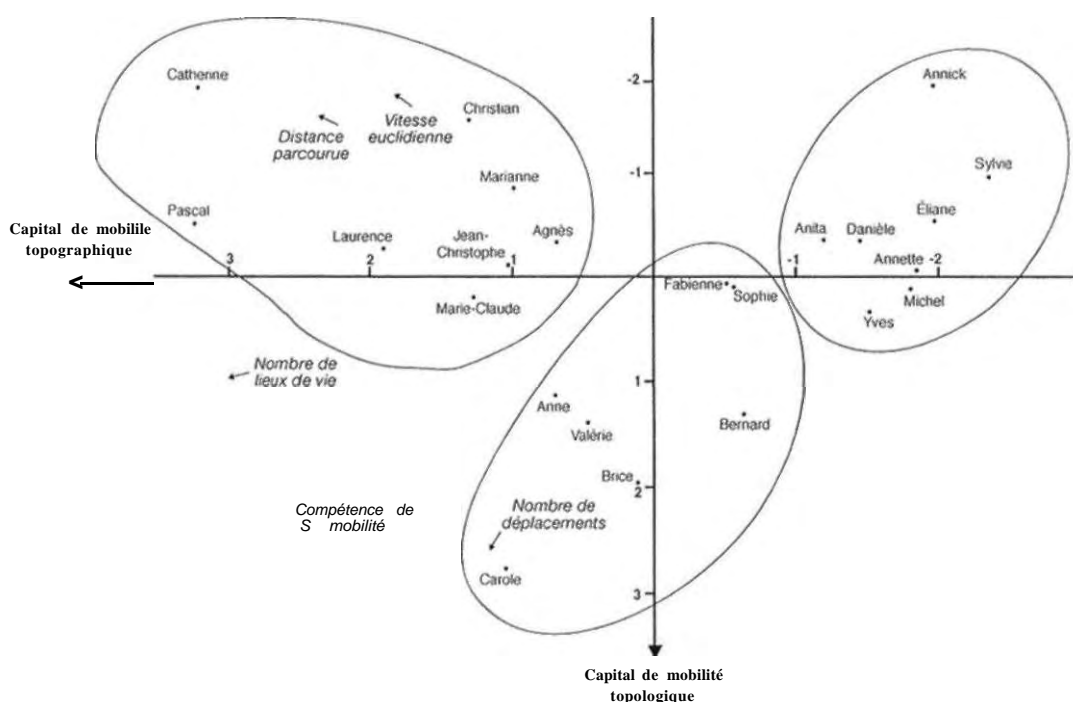 Catherine
Christian
Vitesse
euclidienne
Distance
parcourue
Annick
-2
Sylvie
-1
Marianne
Pascal
Capital de mobilile
topographique
Laurence
Jean-
Christophe
Agnès
Éliane
Anita Danièle
Annette
3
2
1
-1
-2
Fabienne
Sophie
Michel
Yves
Marie-Claude
Nombre de
lieux de vie
1
Anne
Valérie
Bernard
Brice
2
Compétence de
S mobilité
Nombre de
déplacements
Carole
3
Capital de mobilité
topologique